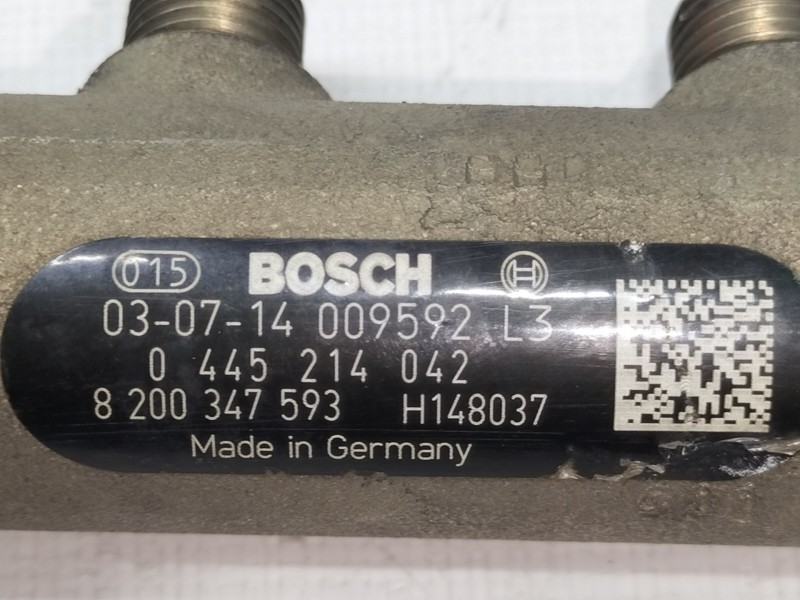 015 BOSCH H
03-07-14 009592 L3
0 445 214 042
8 200 347 593 H148037
Made in Germany